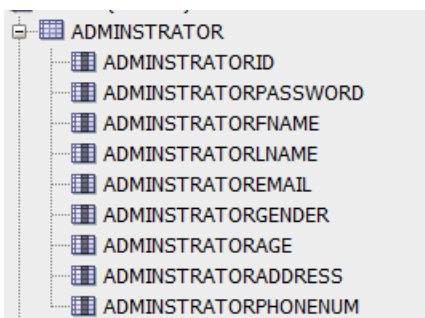 ADMINSTRATOR
ADMINSTRATORID
ADMINSTRATORPASSWORD
ADMINSTRATORFNAME
ADMINSTRATORLNAME
ADMINSTRATOREMAIL
ADMINSTRATORGENDER
ADMINSTRATORAGE
ADMINSTRATORADDRESS
ADMINSTRATORPHONENUM